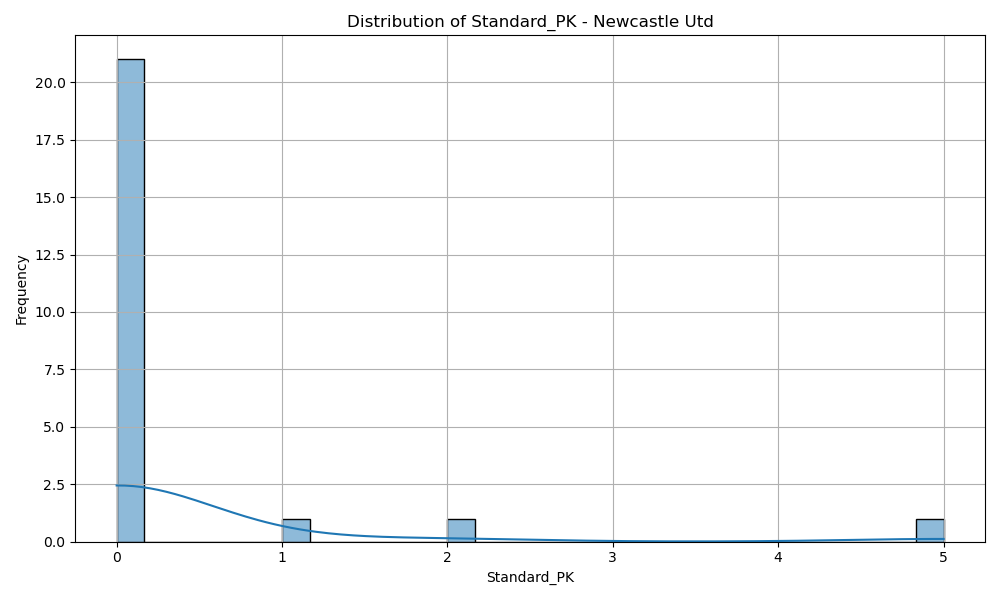 Distribution of Standard_PK - Newcastle Utd
Frequency
20.0
17.5
15.0
12.5
10.0
7.5
5.0
2.5
0.0
0 1 2 3 4 5
Standard_PK